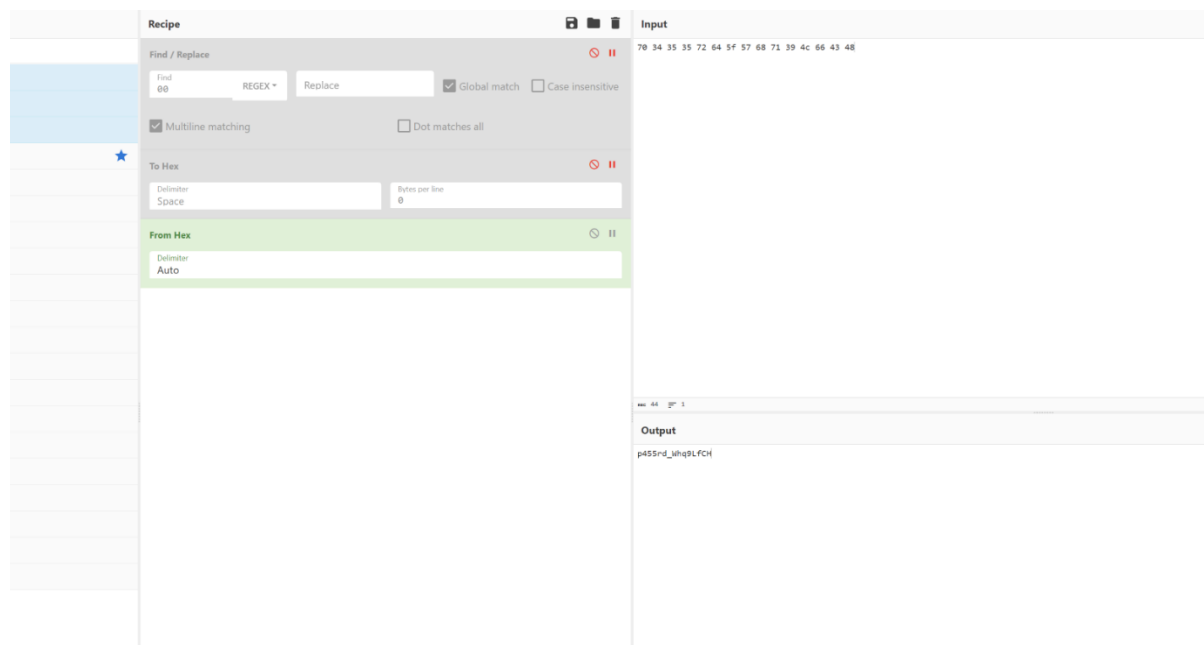 Recipe
Find / Replace
Find
00
REGEX
Replace
Global match
Case insensitive
Multiline matching
Dot matches all
To Hex
Delimiter
Space
Bytes per line
0
From Hex
Delimiter
Auto
Input
70 34 35 35 72 64 5f 57 68 71 39 4c 66 43 48
44 1
Output
p455rd_Whq9LfCH